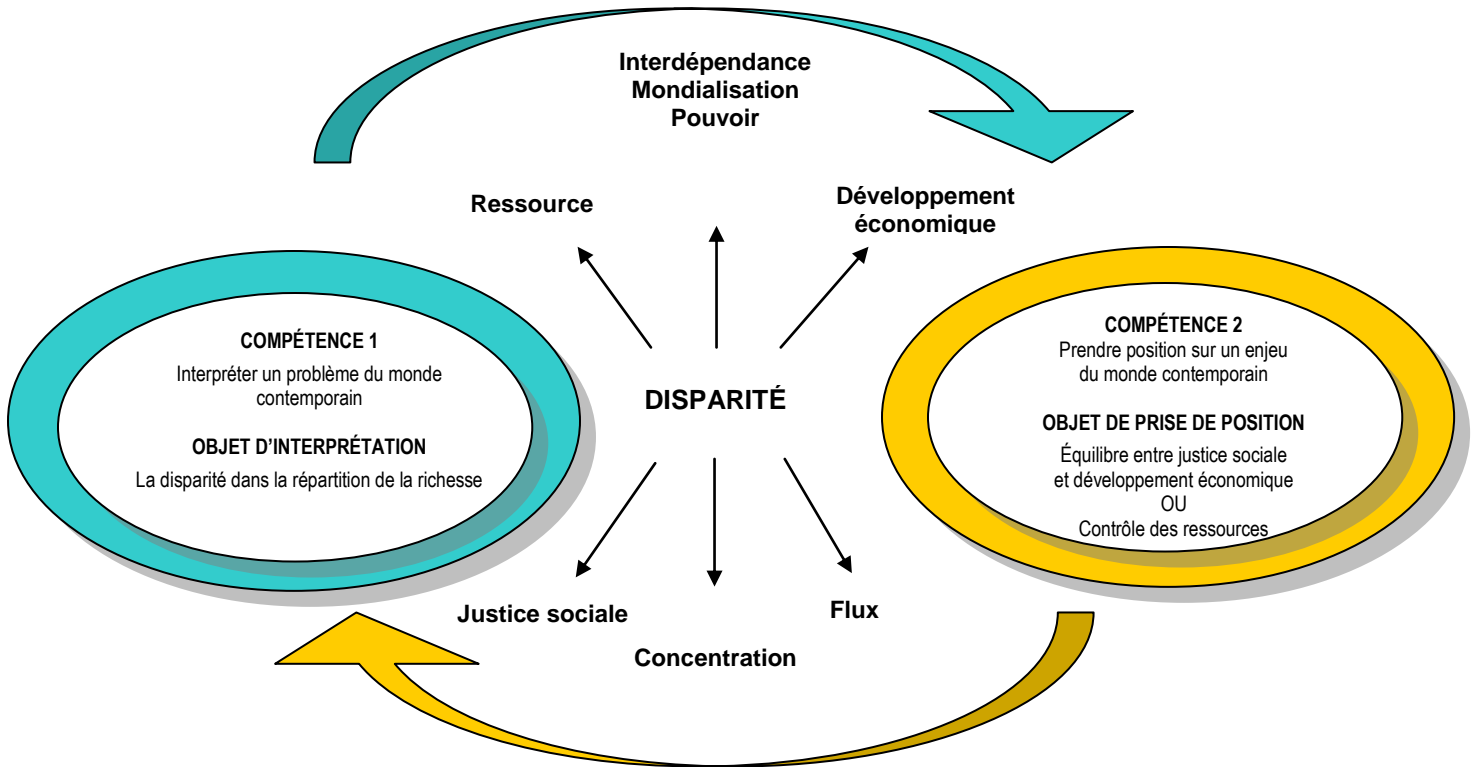 Interdépendance
Mondialisation
Pouvoir
Ressource
Développement
économique
COMPÉTENCE 1
Interpréter un problème du monde
contemporain
OBJET D'INTERPRÉTATION
La disparité dans la répartition de la richesse
DISPARITÉ
COMPÉTENCE 2
Prendre position sur un enjeu
du monde contemporain
OBJET DE PRISE DE POSITION
Équilibre entre justice sociale
et développement économique
OU
Contrôle des ressources
Justice sociale
Concentration
Flux